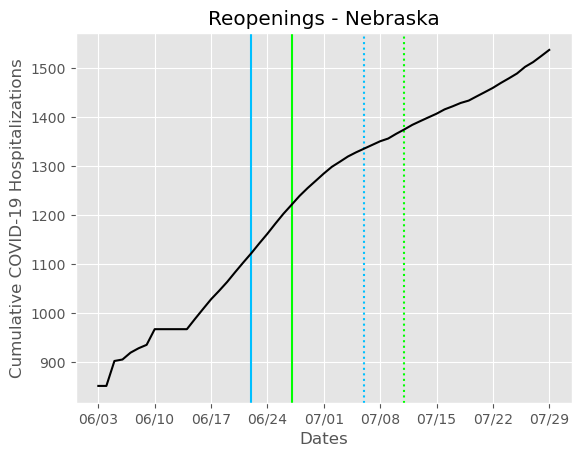 Reopenings - Nebraska
Cumulative COVID-19 Hospitalizations
1500
1400
1300
1200
1100
1000
900
06/03 06/10 06/17 06/24 07/01 07/08 07/15 07/22 07/29
Dates